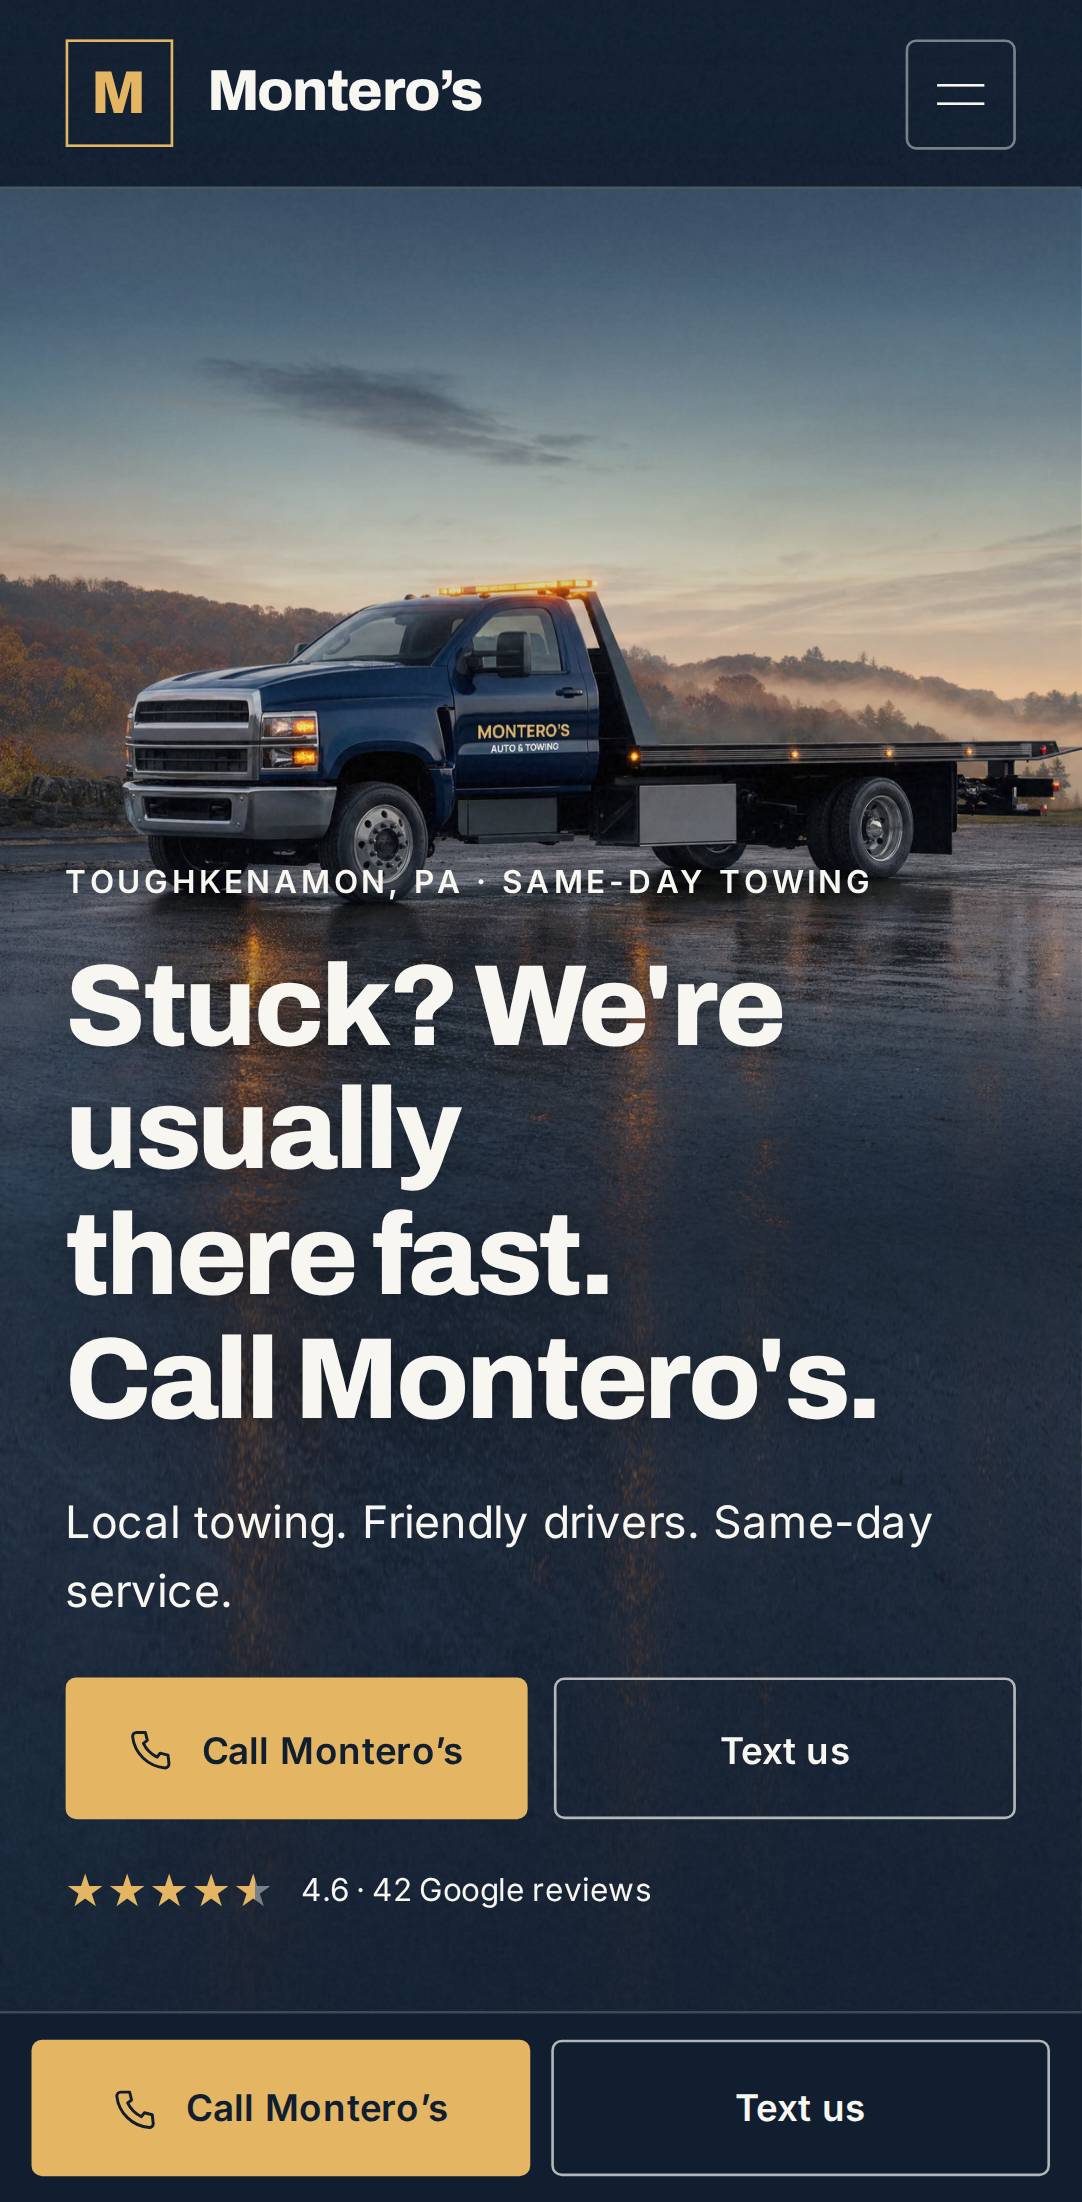 M
Montero’s
MONTERO'S
AUTO & TOWING
TOUGHKENAMON, PA · SAME-DAY TOWING
Stuck? We're
usually
there fast.
Call Montero's.
Local towing. Friendly drivers. Same-day
service.
Call Montero’s
Text us
4.6 · 42 Google reviews
Call Montero’s
Text us